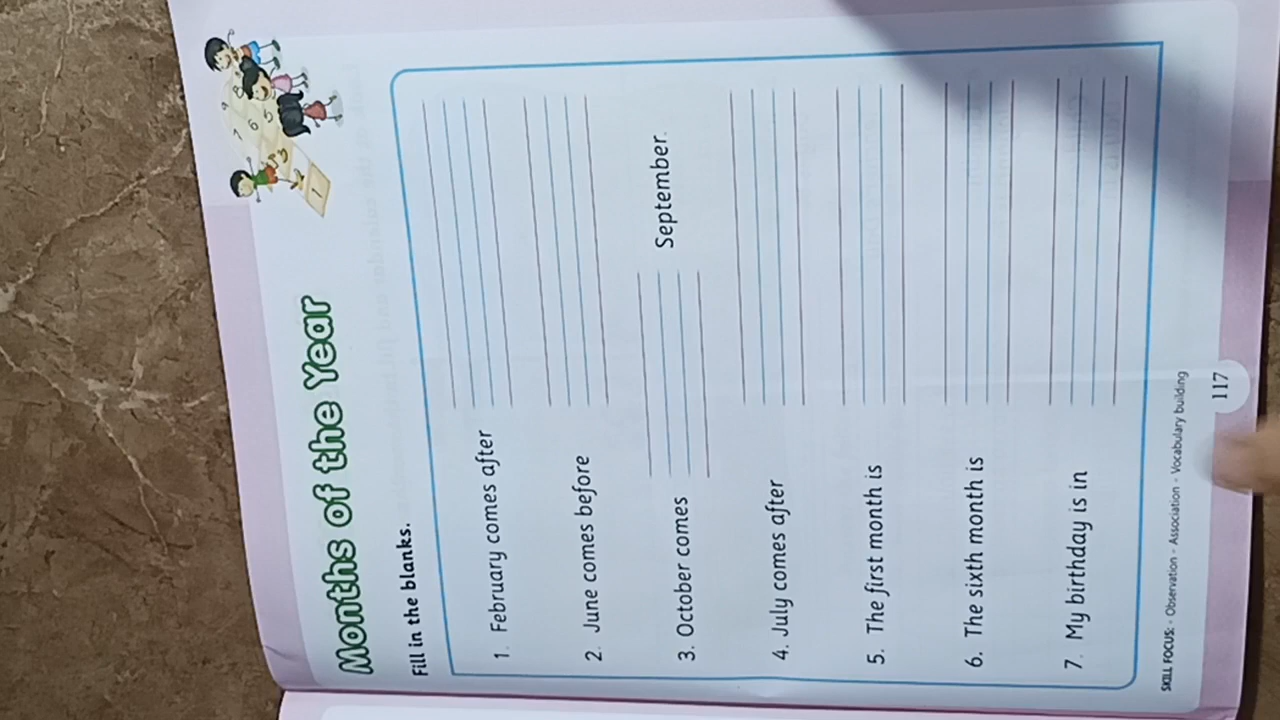 Months of the Year
Fill in the blanks.
1. February comes after
2. June comes before
3. October comes September.
4. July comes after
5. The first month is
6. The sixth month is
7. My birthday is in
SKILL FOCUS: • Observation • Association • Vocabulary building
117